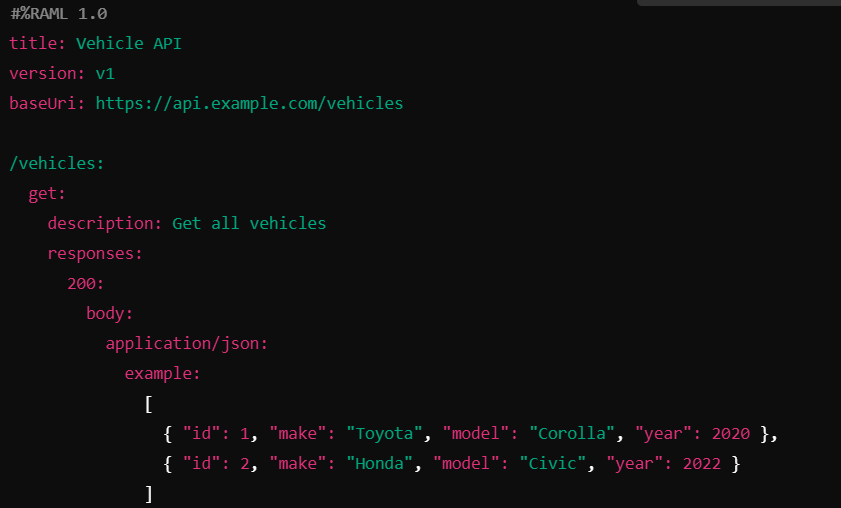 #%RAML 1.0
title: Vehicle API
version: v1
baseUri: https://api.example.com/vehicles
/vehicles:
get:
description: Get all vehicles
responses:
200:
body:
application/json:
example:
[
{ "id": 1, "make": "Toyota", "model": "Corolla", "year": 2020 },
{ "id": 2, "make": "Honda", "model": "Civic", "year": 2022 }
]